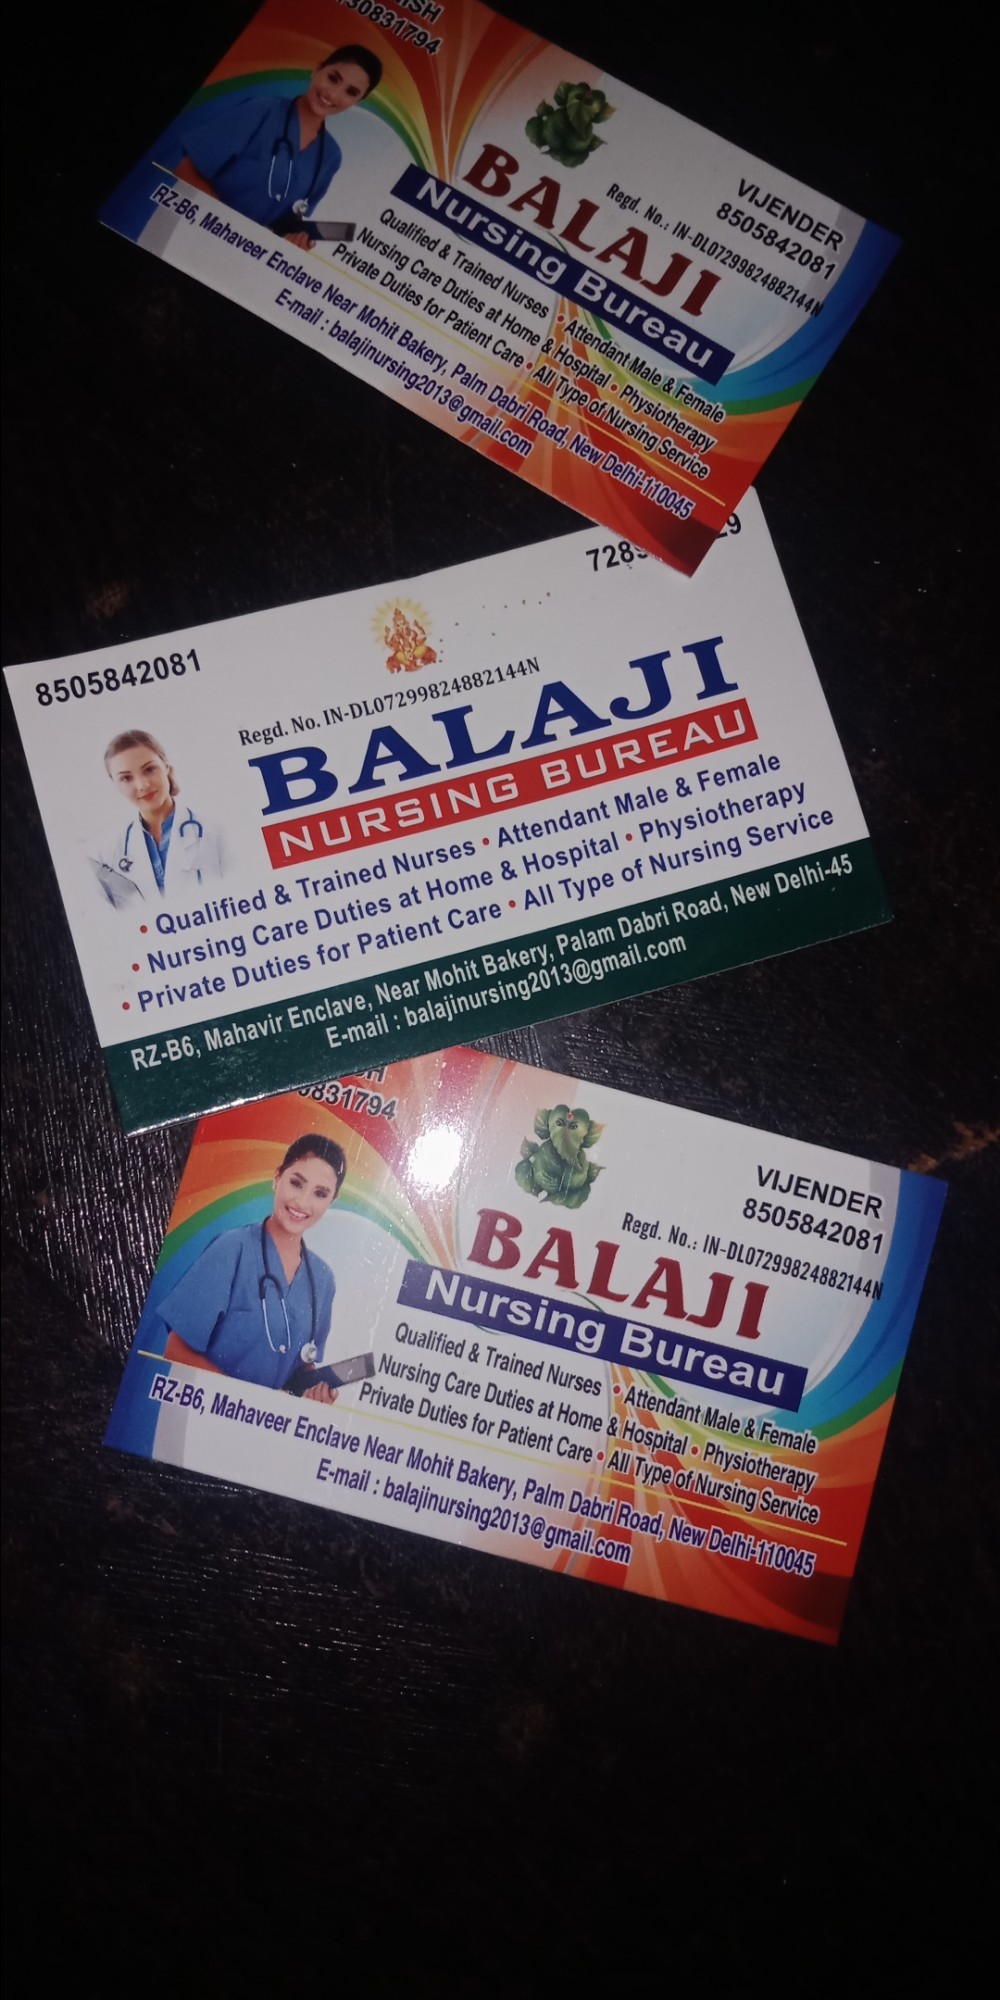 VIJENDER
8505842081
Regd. No.: IN-DL07299824882144N
BALAJI
Nursing Bureau
Qualified & Trained Nurses • Attendant Male & Female
Nursing Care Duties at Home & Hospital • Physiotherapy
Private Duties for Patient Care • All Type of Nursing Service
RZ-B6, Mahaveer Enclave Near Mohit Bakery, Palm Dabri Road, New Delhi-110045
E-mail : balajinursing2013@gmail.com
8505842081
Regd. No. IN-DL07299824882144N
BALAJI
NURSING BUREAU
• Qualified & Trained Nurses • Attendant Male & Female
• Nursing Care Duties at Home & Hospital • Physiotherapy
• Private Duties for Patient Care • All Type of Nursing Service
RZ-B6, Mahavir Enclave, Near Mohit Bakery, Palam Dabri Road, New Delhi-45
E-mail : balajinursing2013@gmail.com
VIJENDER
8505842081
Regd. No.: IN-DL07299824882144N
BALAJI
Nursing Bureau
Qualified & Trained Nurses • Attendant Male & Female
Nursing Care Duties at Home & Hospital • Physiotherapy
Private Duties for Patient Care • All Type of Nursing Service
RZ-B6, Mahaveer Enclave Near Mohit Bakery, Palm Dabri Road, New Delhi-110045
E-mail : balajinursing2013@gmail.com